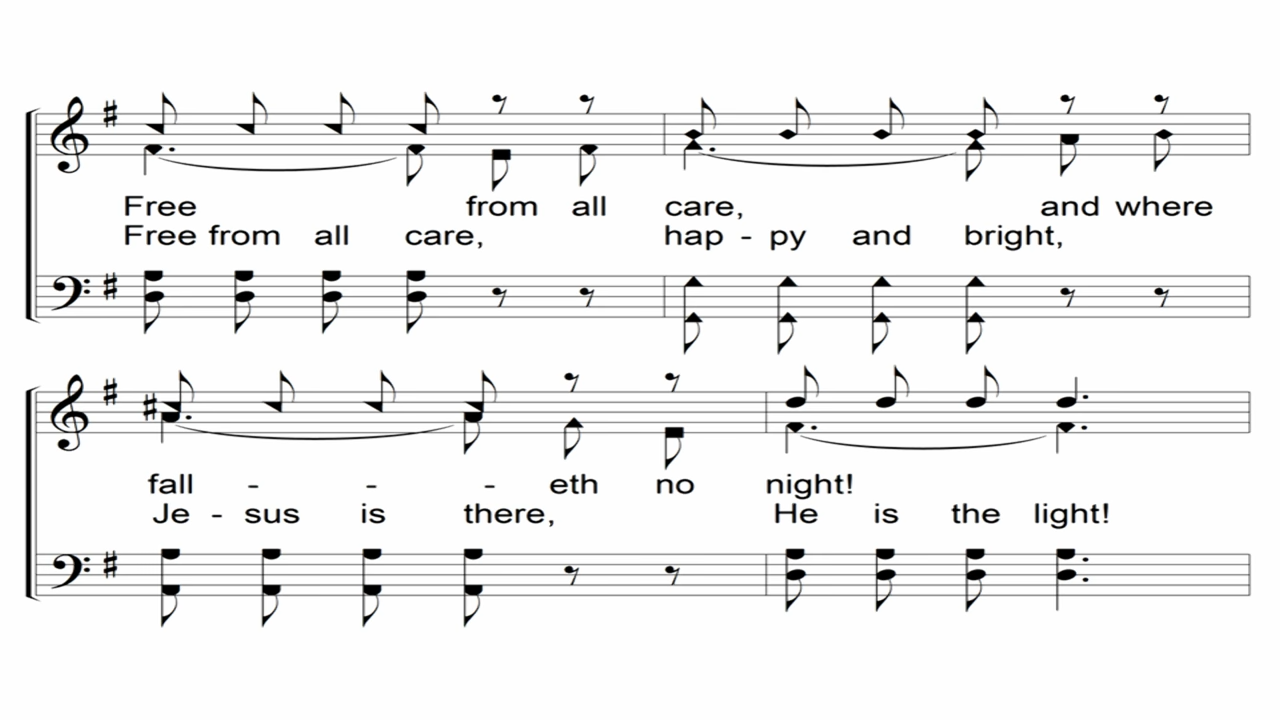 Free from all care, and where
Free from all care, hap - py and bright,
fall - - - eth no night!
Je - sus is there, He is the light!